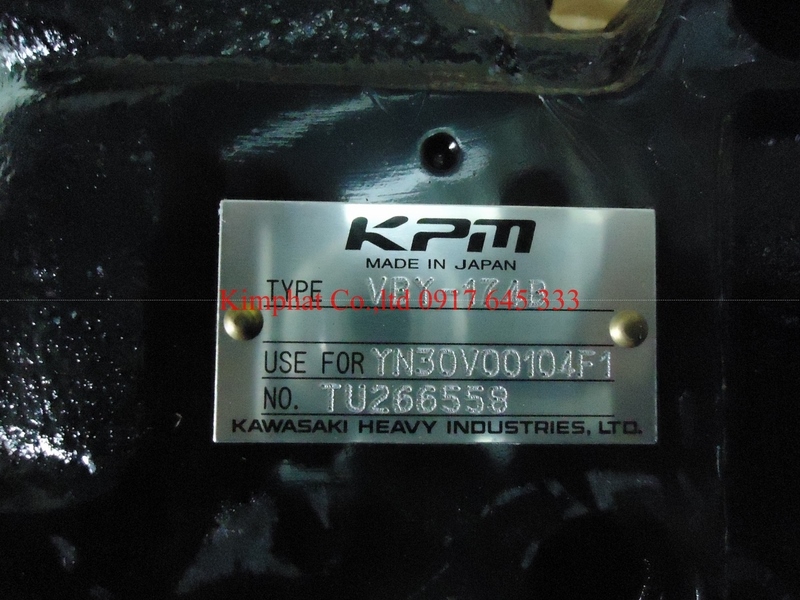 KPM
MADE IN JAPAN
TYPE
Kimphat Co.,ltd 0917 645 333
USE FOR YN30V00104F1
NO. TU266558
KAWASAKI HEAVY INDUSTRIES, LTD.